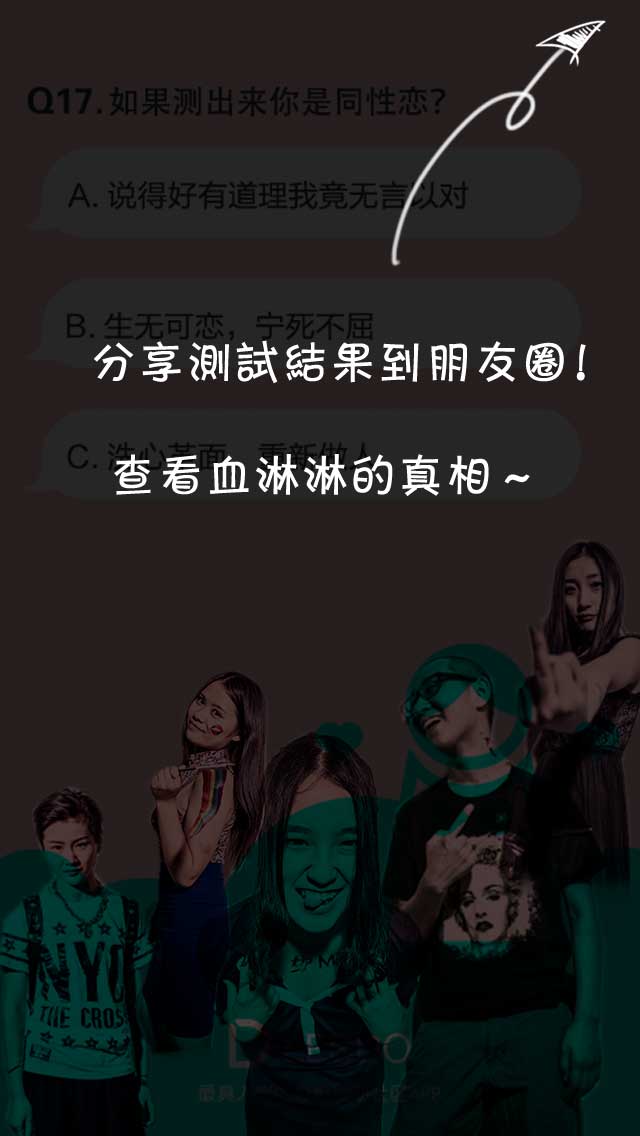 Q17.如果测出来你是同性恋?
A. 说得好有道理我竟无言以对
B. 生无可恋，宁死不屈
分享測試結果到朋友圈!
C. 洗心革面，重新做人
查看血淋淋的真相～
NYC
THE CROS